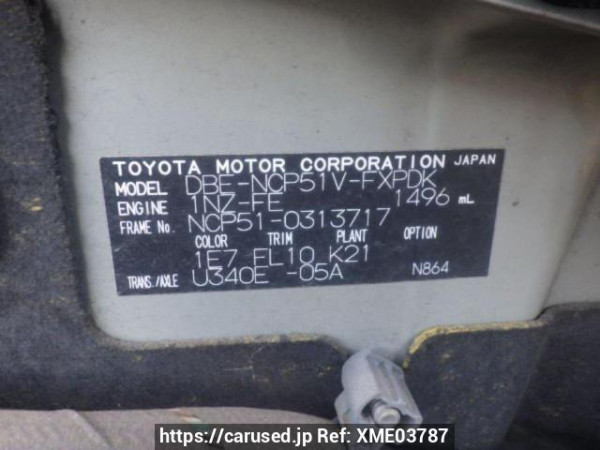 TOYOTA MOTOR CORPORATION JAPAN
MODEL DBE-NCP51V-FXPDK
ENGINE 1NZ-FE 1496 mL
FRAME No. NCP51-0313717
COLOR TRIM PLANT OPTION
1E7 FL10 K21
TRANS./AXLE U340E -05A N864
https://carused.jp Ref: XME03787